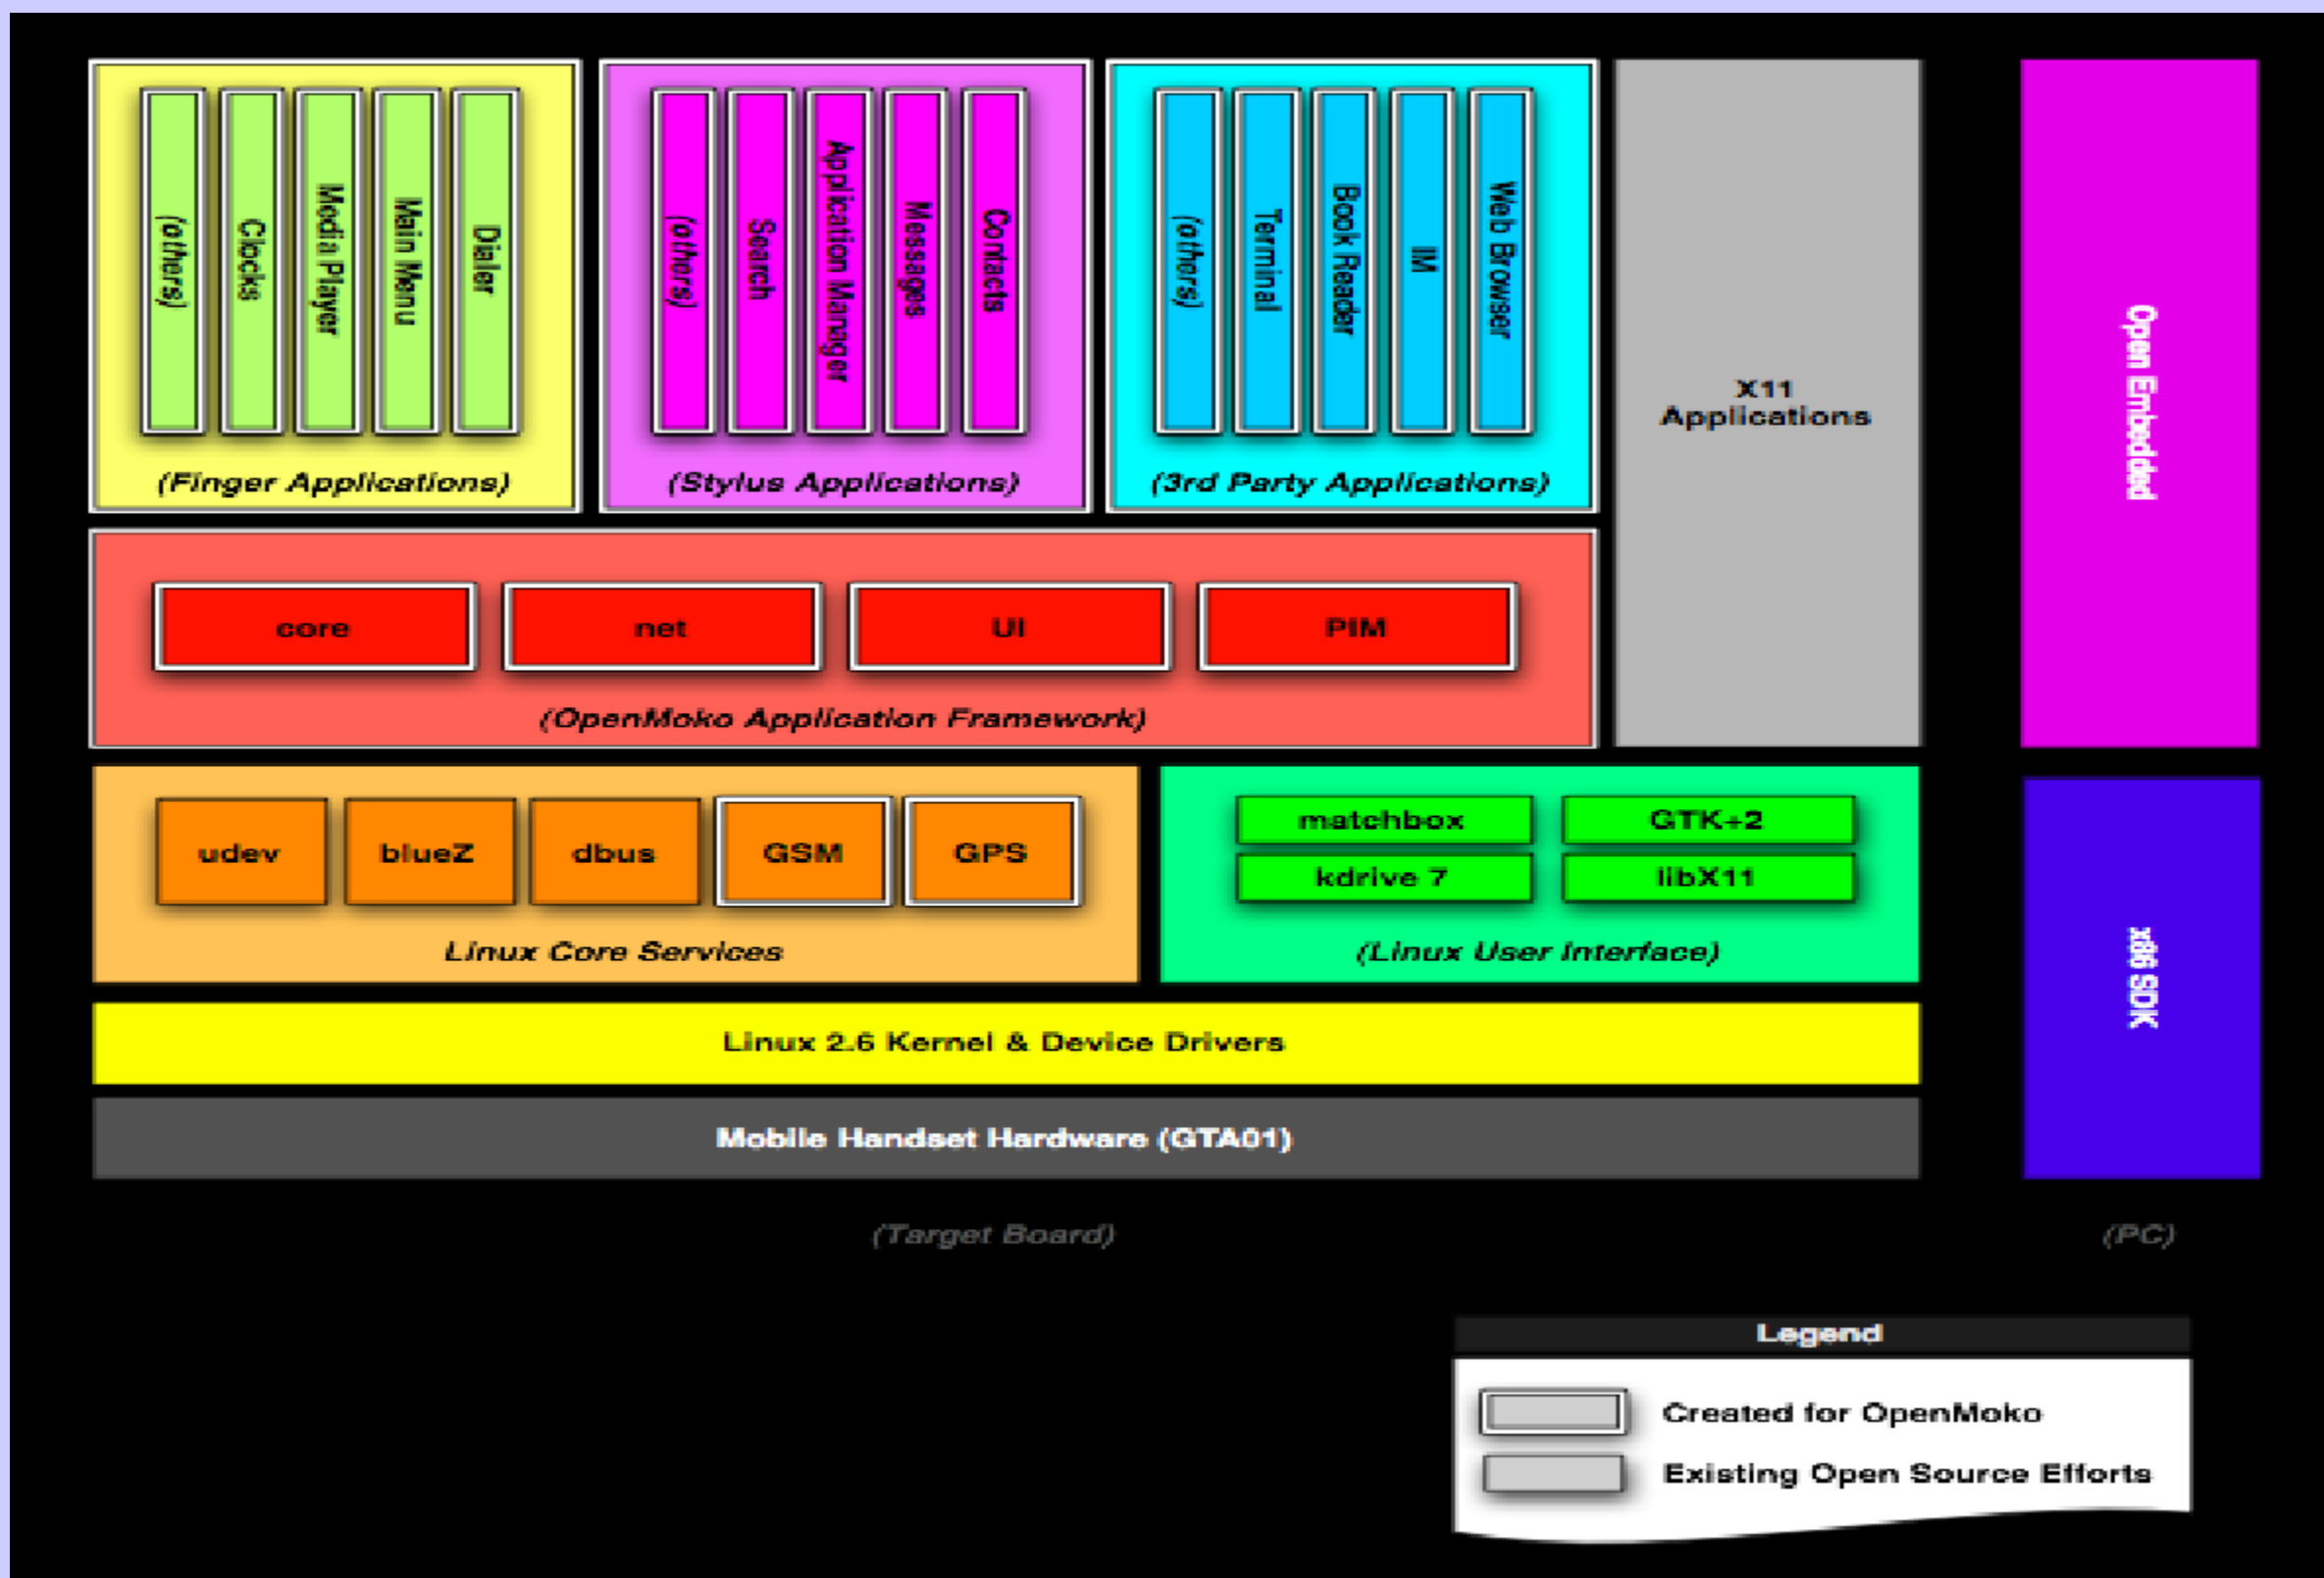 (others)
Clocks
Media Player
Main Menu
Dialer
(Finger Applications)
(others)
Search
Application Manager
Messages
Contacts
(Stylus Applications)
(others)
Terminal
Book Reader
IM
Web Browser
(3rd Party Applications)
X11
Applications
Open Embedded
core
net
UI
PIM
(OpenMoko Application Framework)
udev
blueZ
dbus
GSM
GPS
Linux Core Services
matchbox
GTK+2
kdrive 7
libX11
(Linux User Interface)
x86 SDK
Linux 2.6 Kernel & Device Drivers
Mobile Handset Hardware (GTA01)
(Target Board)
(PC)
Legend
Created for OpenMoko
Existing Open Source Efforts